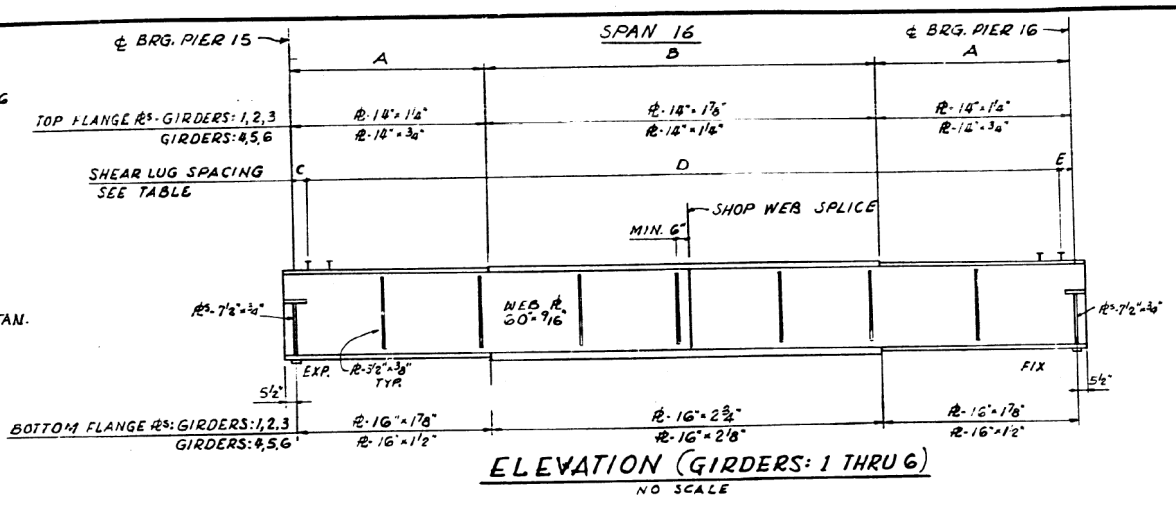 SPAN 16
℄ BRG. PIER 15
℄ BRG. PIER 16
A
B
A
TOP FLANGE ℞ˢ - GIRDERS: 1, 2, 3
℞ - 14" × 1¼"
℞ - 14" × 1⅞"
℞ - 14" × 1¼"
GIRDERS: 4, 5, 6
℞ - 14" × ¾"
℞ - 14" × 1¼"
℞ - 14" × ¾"
SHEAR LUG SPACING
C
D
E
SEE TABLE
SHOP WEB SPLICE
MIN. 6"
TAN.
℞ˢ - 7½" × ¾"
WEB ℞
60" × 9/16"
℞ˢ - 7½" × ¾"
EXP.
℞ - 5½" × ⅜"
TYP.
FIX
5½"
5½"
BOTTOM FLANGE ℞ˢ: GIRDERS: 1, 2, 3
℞ - 16" × 1⅞"
℞ - 16" × 2¾"
℞ - 16" × 1⅞"
GIRDERS: 4, 5, 6
℞ - 16" × 1½"
℞ - 16" × 2⅛"
℞ - 16" × 1½"
ELEVATION (GIRDERS: 1 THRU 6)
NO SCALE